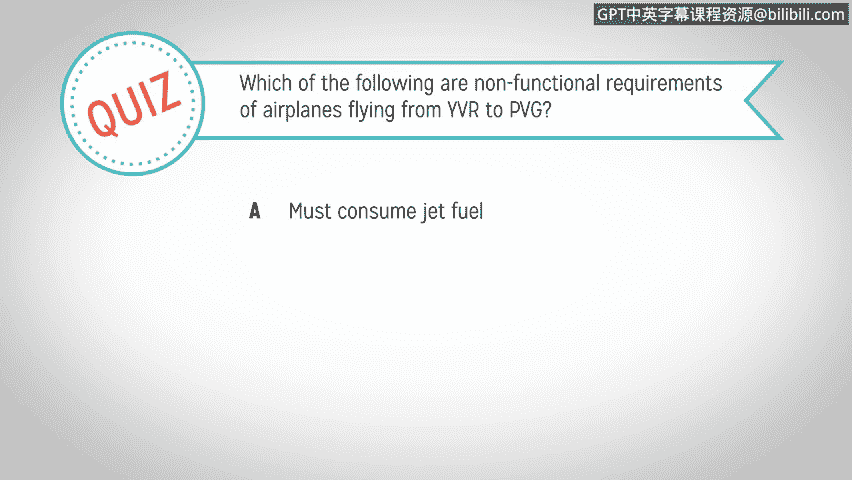 GPT中英字幕课程资源@bilibili.com
QUIZ
Which of the following are non-functional requirements
of airplanes flying from YVR to PVG?
A Must consume jet fuel